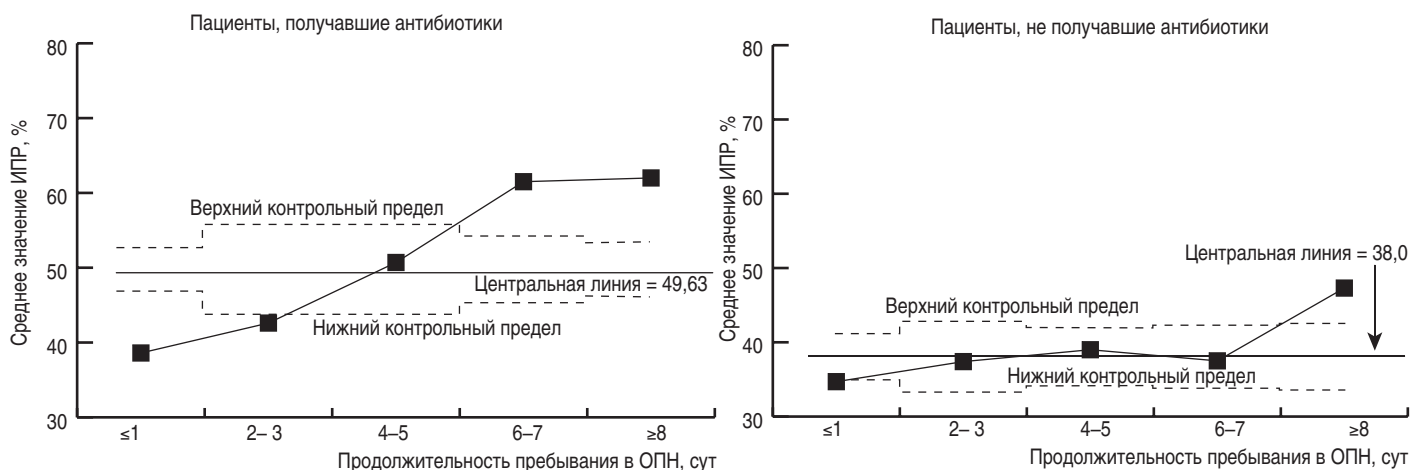 Пациенты, получавшие антибиотики
Среднее значение ИПР, %
80
70
60
50
40
30
Верхний контрольный предел
Центральная линия = 49,63
Нижний контрольный предел
≤1
2– 3
4–5
6–7
≥8
Продолжительность пребывания в ОПН, сут
Пациенты, не получавшие антибиотики
Среднее значение ИПР, %
80
70
60
50
40
30
Центральная линия = 38,0
Верхний контрольный предел
Нижний контрольный предел
≤1
2– 3
4–5
6–7
≥8
Продолжительность пребывания в ОПН, сут